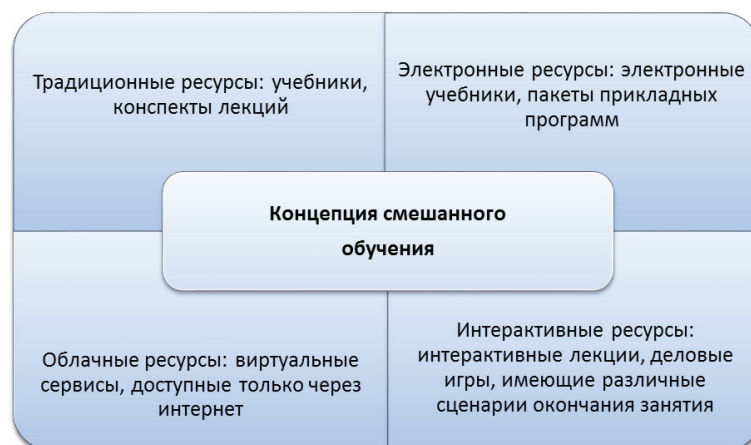 Традиционные ресурсы: учебники,
конспекты лекций
Электронные ресурсы: электронные
учебники, пакеты прикладных
программ
Концепция смешанного
обучения
Облачные ресурсы: виртуальные
сервисы, доступные только через
интернет
Интерактивные ресурсы:
интерактивные лекции, деловые
игры, имеющие различные
сценарии окончания занятия